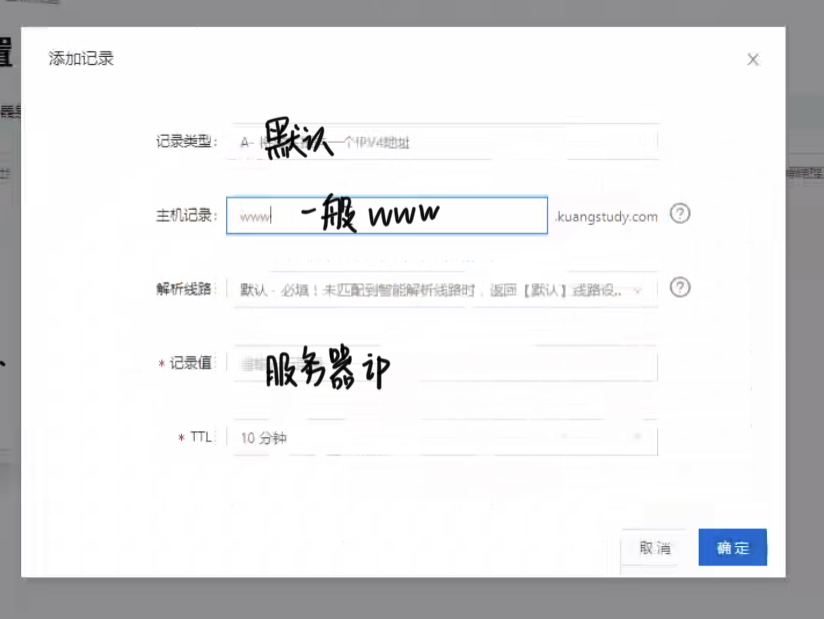 添加记录
记录类型: A- 默认 一个IPV4地址
主机记录: www 一般 www .kuangstudy.com
解析线路: 默认 - 必填！未匹配到智能解析线路时，返回【默认】线路设...
* 记录值: 服务器ip
* TTL: 10 分钟
取消 确定